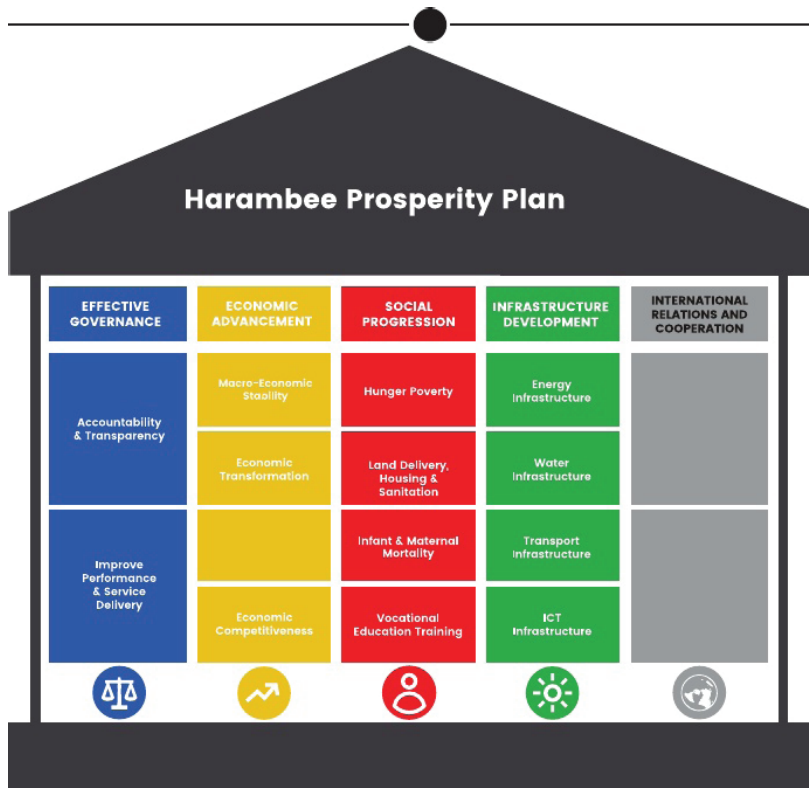 Harambee Prosperity Plan
EFFECTIVE
GOVERNANCE
Accountability
& Transparency
Improve
Performance
& Service
Delivery
ECONOMIC
ADVANCEMENT
Macro-Economic
Staoility
Economic
Transformation
Economic
Competitiveness
SOCIAL
PROGRESSION
Hunger Poverty
Land Delivery,
Housing &
Sanitation
Infant & Maternal
Mortality
Vocational
Education Training
INFRASTRUCTURE
DEVELOPMENT
Energy
Infrastructure
Water
Infrastructure
Transport
Infrastructure
ICT
Infrastructure
INTERNATIONAL
RELATIONS AND
COOPERATION